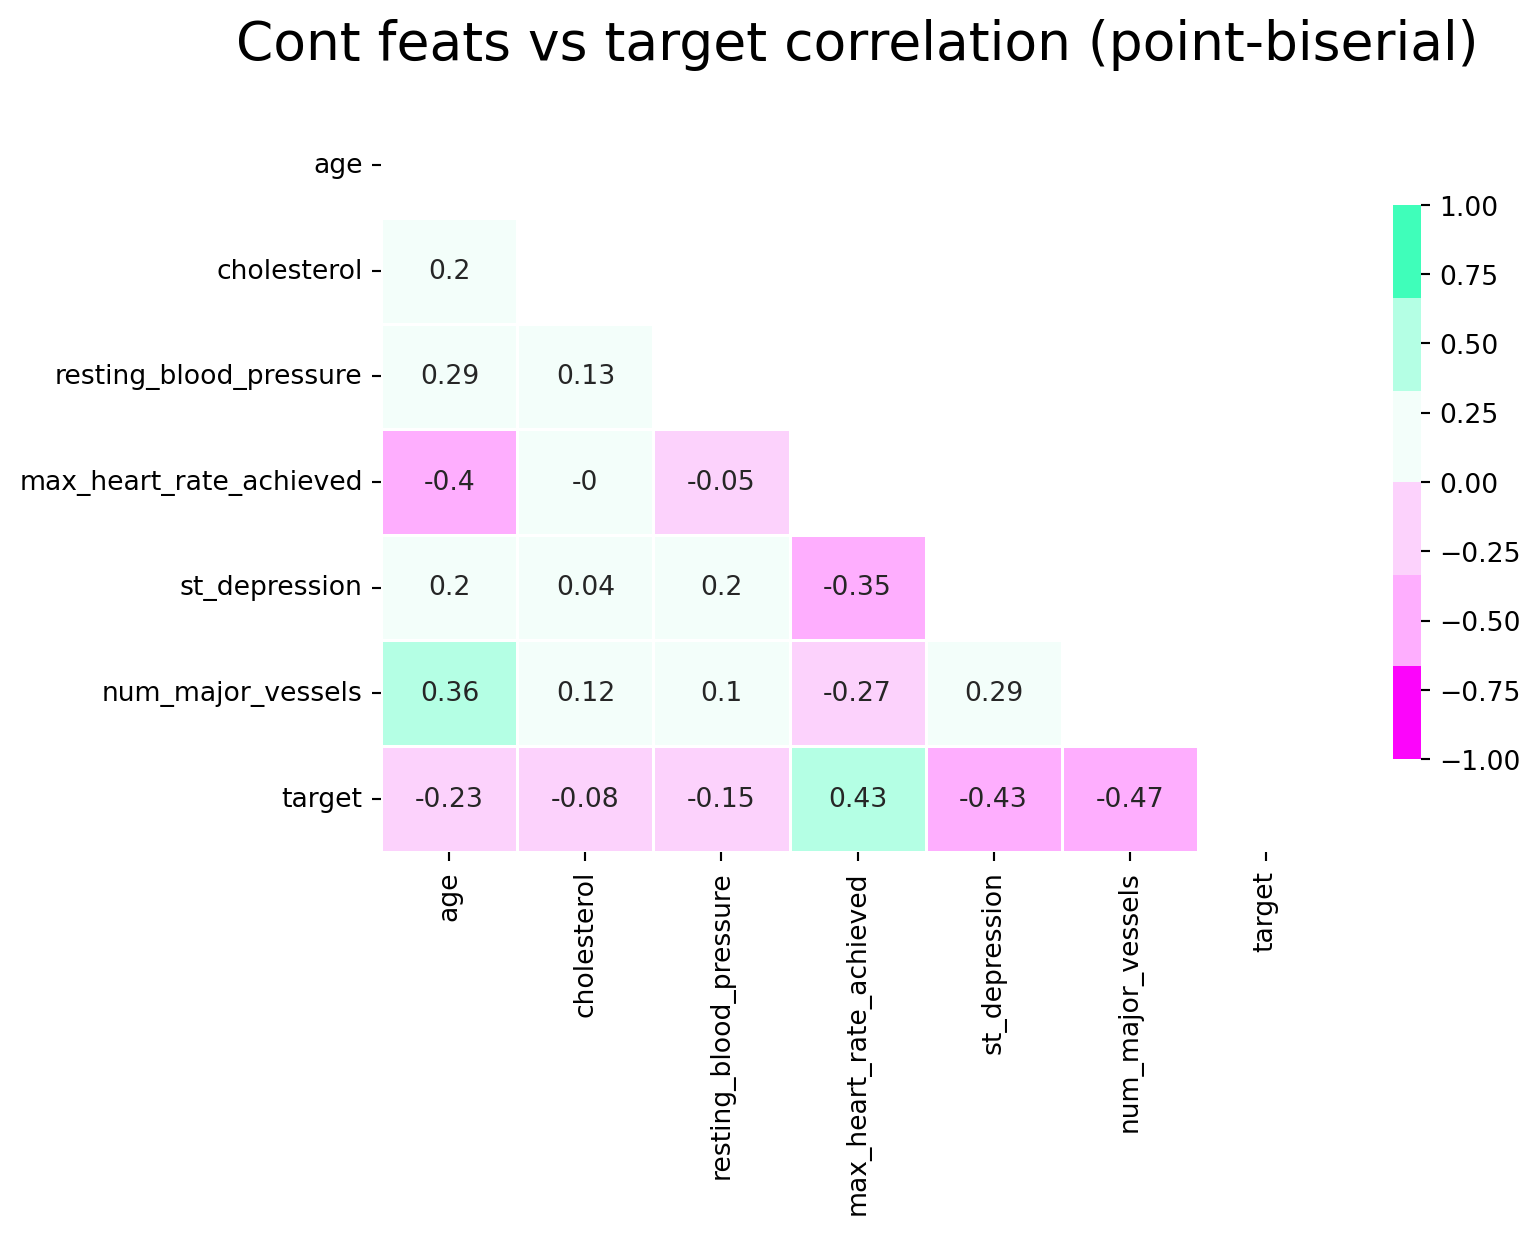 Cont feats vs target correlation (point-biserial)
age
cholesterol 0.2
resting_blood_pressure 0.29 0.13
max_heart_rate_achieved -0.4 -0 -0.05
st_depression 0.2 0.04 0.2 -0.35
num_major_vessels 0.36 0.12 0.1 -0.27 0.29
target -0.23 -0.08 -0.15 0.43 -0.43 -0.47
age
cholesterol
resting_blood_pressure
max_heart_rate_achieved
st_depression
num_major_vessels
target
1.00
0.75
0.50
0.25
0.00
−0.25
−0.50
−0.75
−1.00